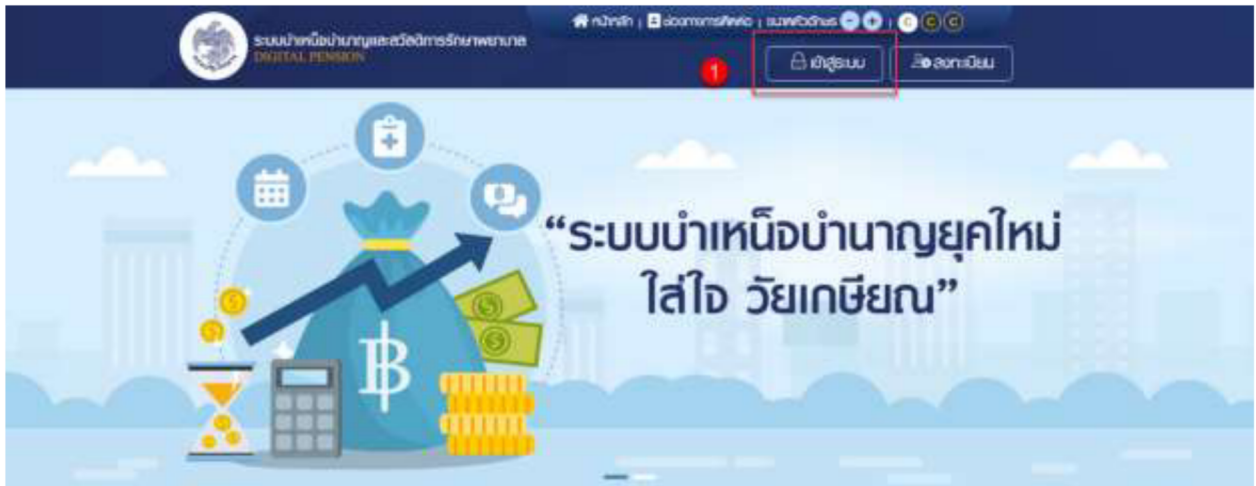 หน้าหลัก | ช่องทางการติดต่อ | ขนาดตัวอักษร - + | C C C
ระบบบำเหน็จบำนาญและสวัสดิการรักษาพยาบาล
DIGITAL PENSION
1
เข้าสู่ระบบ
ลงทะเบียน
“ระบบบำเหน็จบำนาญยุคใหม่
ใส่ใจ วัยเกษียณ”
฿